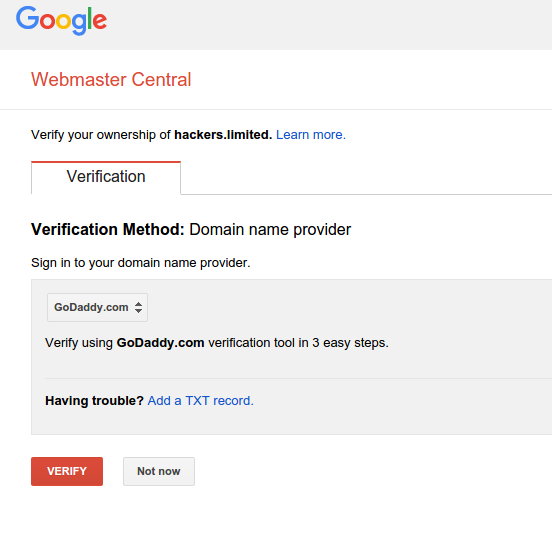 Google
Webmaster Central
Verify your ownership of hackers.limited. Learn more.
Verification
Verification Method: Domain name provider
Sign in to your domain name provider.
GoDaddy.com
Verify using GoDaddy.com verification tool in 3 easy steps.
Having trouble? Add a TXT record.
VERIFY Not now